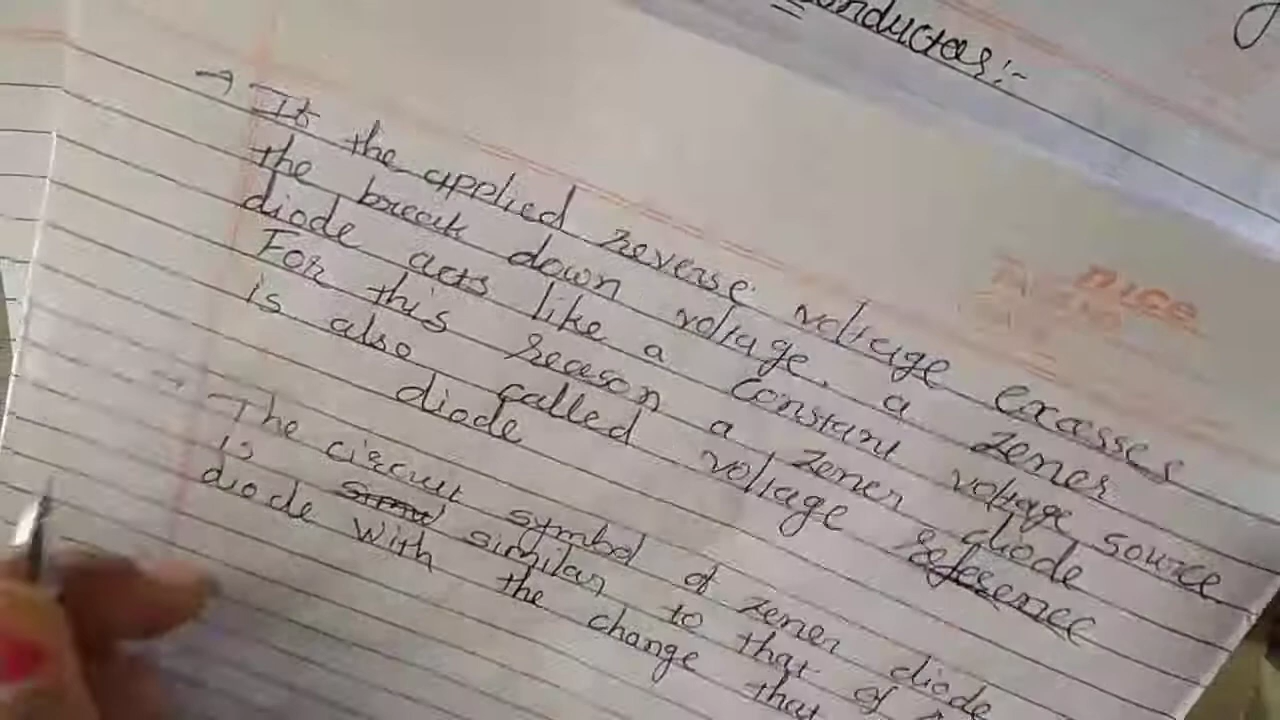 onductors:-
→ If the applied reverse voltage excasses
the break down voltage. a zener
diode acts like a constant voltage source
For this reason a zener diode
is also called voltage reference
diode
→ The circuit symbol of zener diode
is similar to that of
diode with the change that